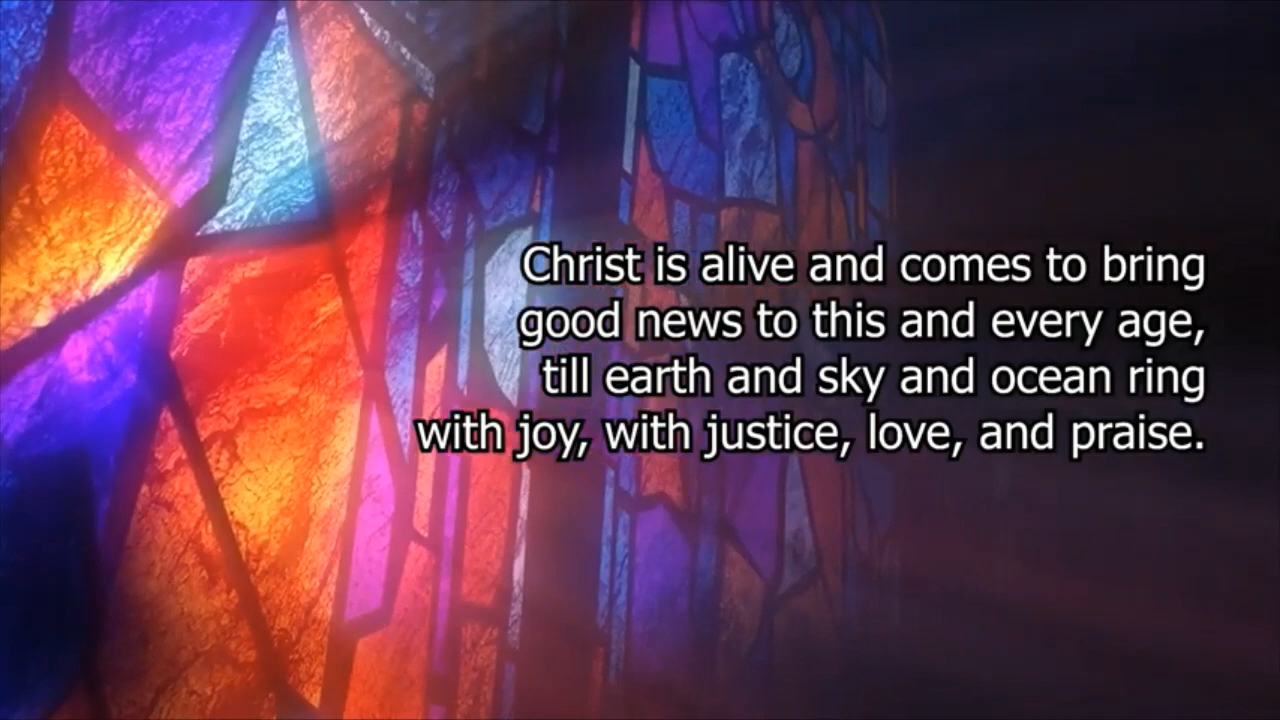 Christ is alive and comes to bring
good news to this and every age,
till earth and sky and ocean ring
with joy, with justice, love, and praise.